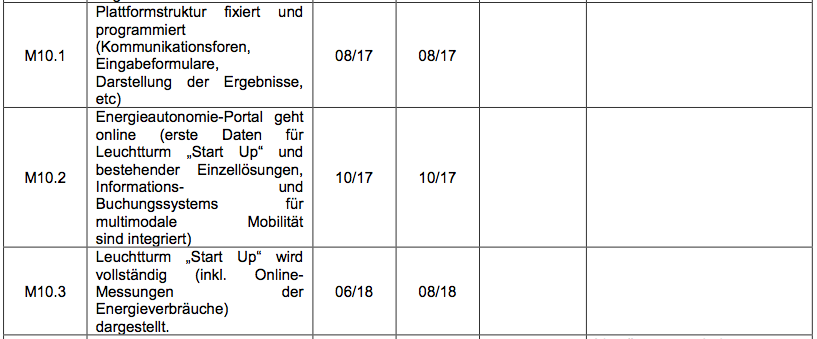 Plattformstruktur fixiert und
programmiert
(Kommunikationsforen,
M10.1 Eingabeformulare, 08/17 08/17
Darstellung der Ergebnisse,
etc)
Energieautonomie-Portal geht
online (erste Daten für
Leuchtturm „Start Up“ und
bestehender Einzellösungen,
M10.2 Informations- und 10/17 10/17
Buchungssystems für
multimodale Mobilität
sind integriert)
Leuchtturm „Start Up“ wird
vollständig (inkl. Online-
M10.3 Messungen der 06/18 08/18
Energieverbräuche)
dargestellt.